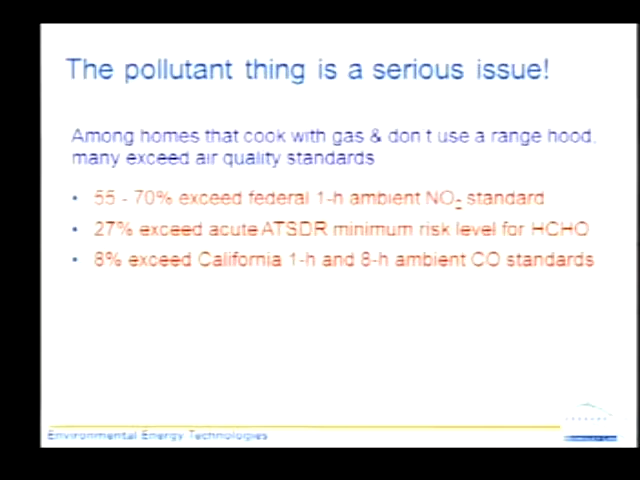 The pollutant thing is a serious issue!
Among homes that cook with gas & don t use a range hood,
many exceed air quality standards
• 55 - 70% exceed federal 1-h ambient NO2 standard
• 27% exceed acute ATSDR minimum risk level for HCHO
• 8% exceed California 1-h and 8-h ambient CO standards
Environmental Energy Technologies